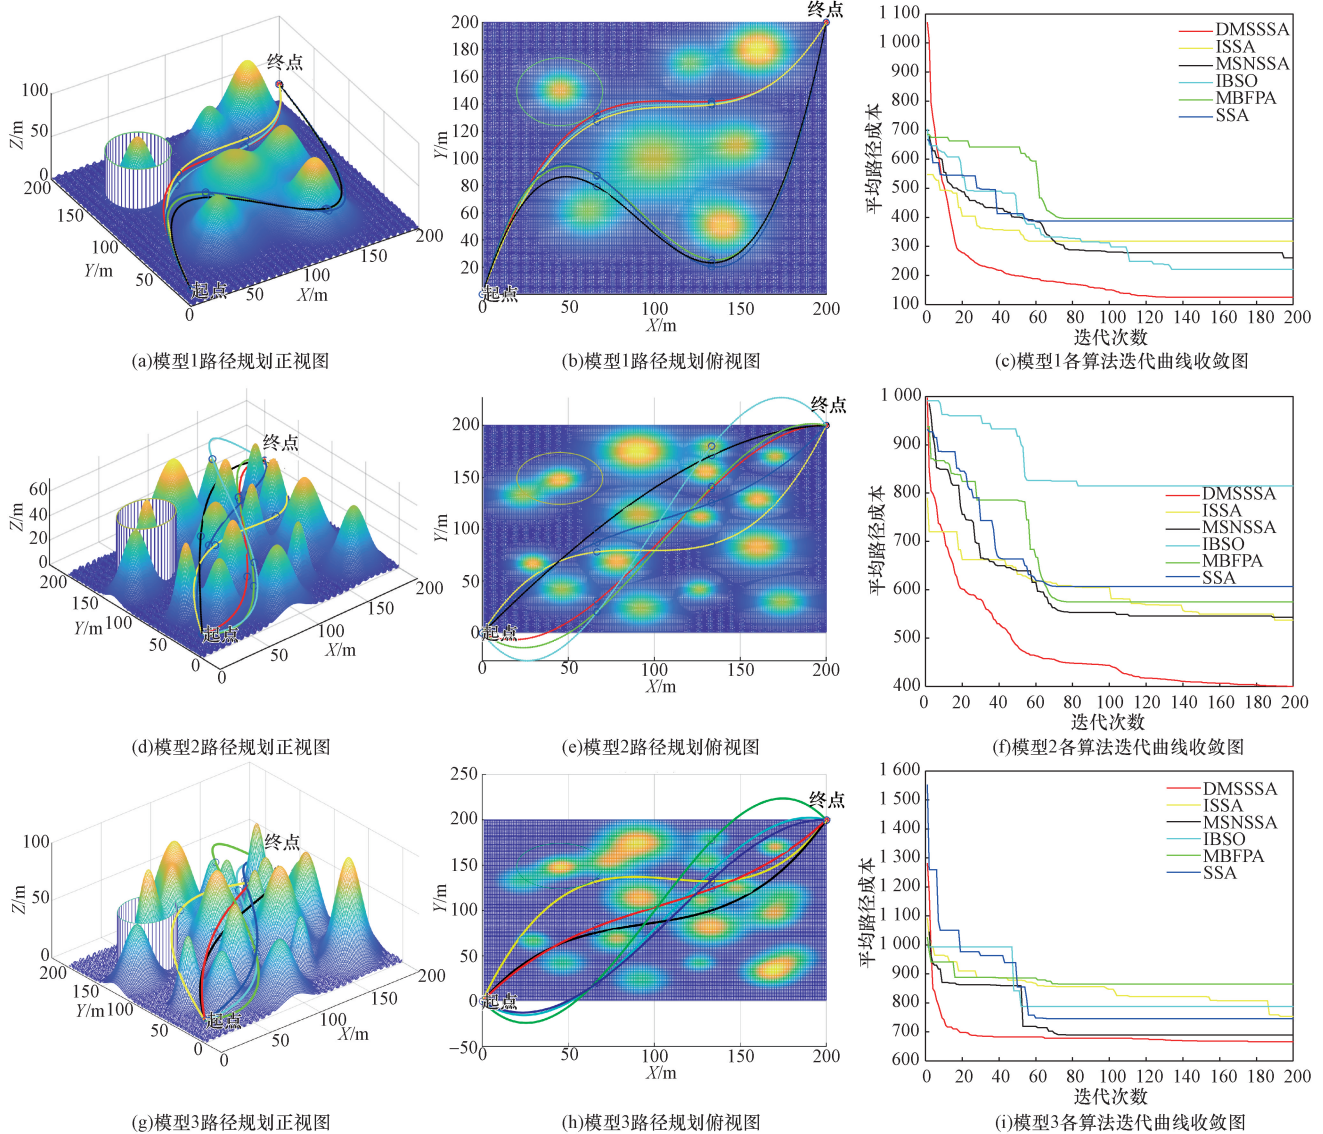 终点
Z/m
100
50
0
200
150
100
50
0
Y/m
起点
50
100
150
200
X/m
(a)模型1路径规划正视图
终点
200
180
160
140
120
100
80
60
40
20
Y/m
起点
0
50
100
150
200
X/m
(b)模型1路径规划俯视图
1 100
1 000
900
800
700
600
500
400
300
200
100
平均路径成本
DMSSSA
ISSA
MSNSSA
IBSO
MBFPA
SSA
0 20 40 60 80 100 120 140 160 180 200
迭代次数
(c)模型1各算法迭代曲线收敛图
终点
Z/m
60
40
20
0
200
150
100
50
0
Y/m
起点
0
50
100
150
200
X/m
(d)模型2路径规划正视图
终点
200
150
100
50
0
Y/m
起点
0
50
100
150
200
X/m
(e)模型2路径规划俯视图
1 000
900
800
700
600
500
400
平均路径成本
DMSSSA
ISSA
MSNSSA
IBSO
MBFPA
SSA
0 20 40 60 80 100 120 140 160 180 200
迭代次数
(f)模型2各算法迭代曲线收敛图
终点
Z/m
100
50
0
200
150
100
50
0
Y/m
起点
0
50
100
150
200
X/m
(g)模型3路径规划正视图
终点
250
200
150
100
50
0
−50
Y/m
起点
0
50
100
150
200
X/m
(h)模型3路径规划俯视图
1 600
1 500
1 400
1 300
1 200
1 100
1 000
900
800
700
600
平均路径成本
DMSSSA
ISSA
MSNSSA
IBSO
MBFPA
SSA
0 20 40 60 80 100 120 140 160 180 200
迭代次数
(i)模型3各算法迭代曲线收敛图